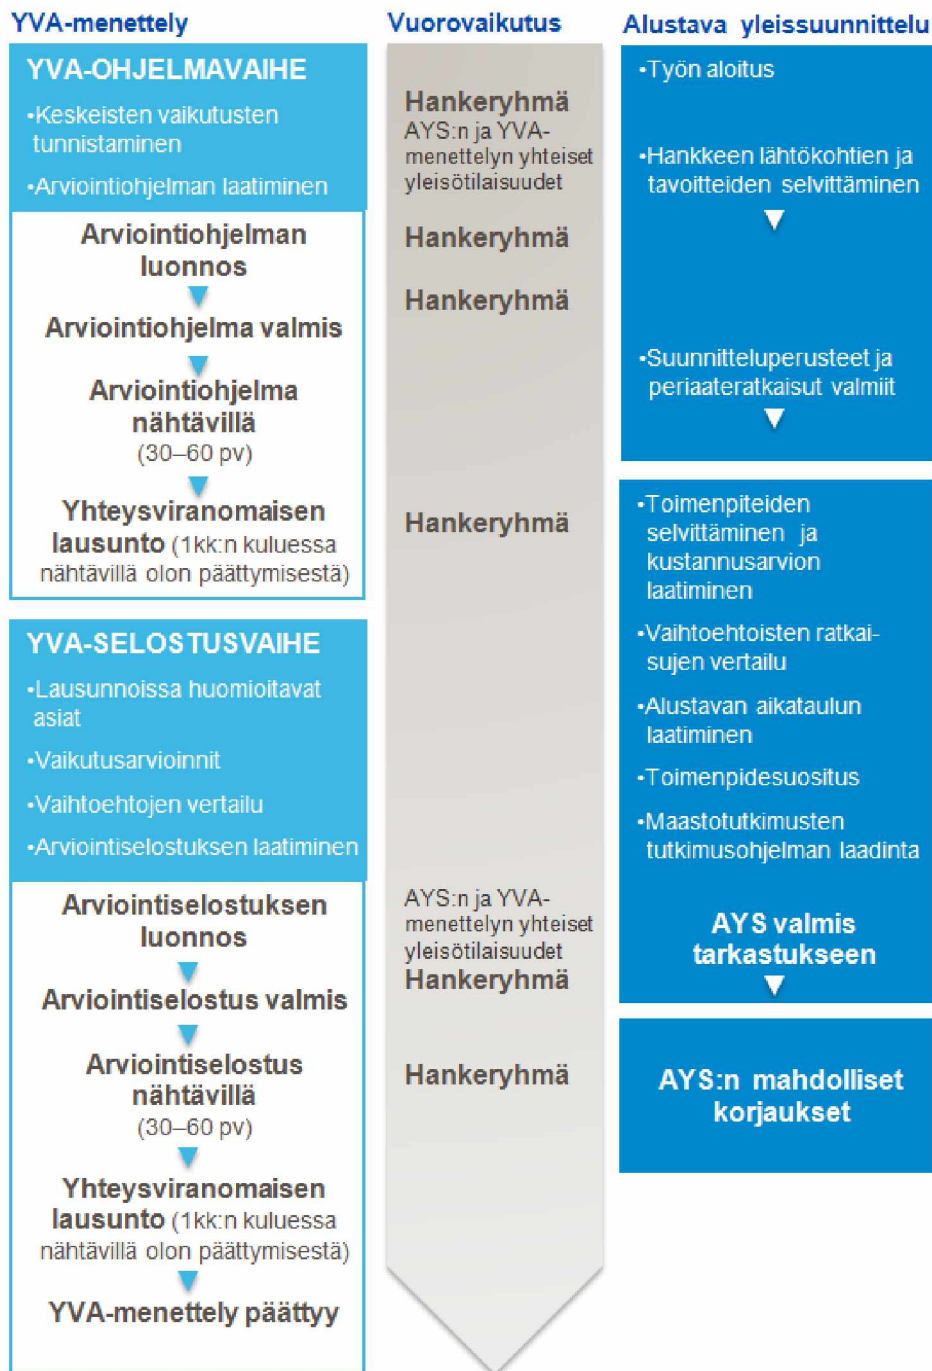 YVA-menettely
YVA-OHJELMAVAIHE
•Keskeisten vaikutusten
tunnistaminen
•Arviointiohjelman laatiminen
Arviointiohjelman
luonnos
Arviointiohjelma valmis
Arviointiohjelma
nähtävillä
(30–60 pv)
Yhteysviranomaisen
lausunto (1kk:n kuluessa
nähtävillä olon päättymisestä)
YVA-SELOSTUSVAIHE
•Lausunnoissa huomioitavat
asiat
•Vaikutusarvioinnit
•Vaihtoehtojen vertailu
•Arviointiselostuksen laatiminen
Arviointiselostuksen
luonnos
Arviointiselostus valmis
Arviointiselostus
nähtävillä
(30–60 pv)
Yhteysviranomaisen
lausunto (1kk:n kuluessa
nähtävillä olon päättymisestä)
YVA-menettely päättyy
Vuorovaikutus
Hankeryhmä
AYS:n ja YVA-
menettelyn yhteiset
yleisötilaisuudet
Hankeryhmä
Hankeryhmä
Hankeryhmä
AYS:n ja YVA-
menettelyn yhteiset
yleisötilaisuudet
Hankeryhmä
Hankeryhmä
Alustava yleissuunnittelu
•Työn aloitus
•Hankkeen lähtökohtien ja
tavoitteiden selvittäminen
•Suunnitteluperusteet ja
periaateratkaisut valmiit
•Toimenpiteiden
selvittäminen ja
kustannusarvion
laatiminen
•Vaihtoehtoisten ratkai-
sujen vertailu
•Alustavan aikataulun
laatiminen
•Toimenpidesuositus
•Maastotutkimusten
tutkimusohjelman laadinta
AYS valmis
tarkastukseen
AYS:n mahdolliset
korjaukset